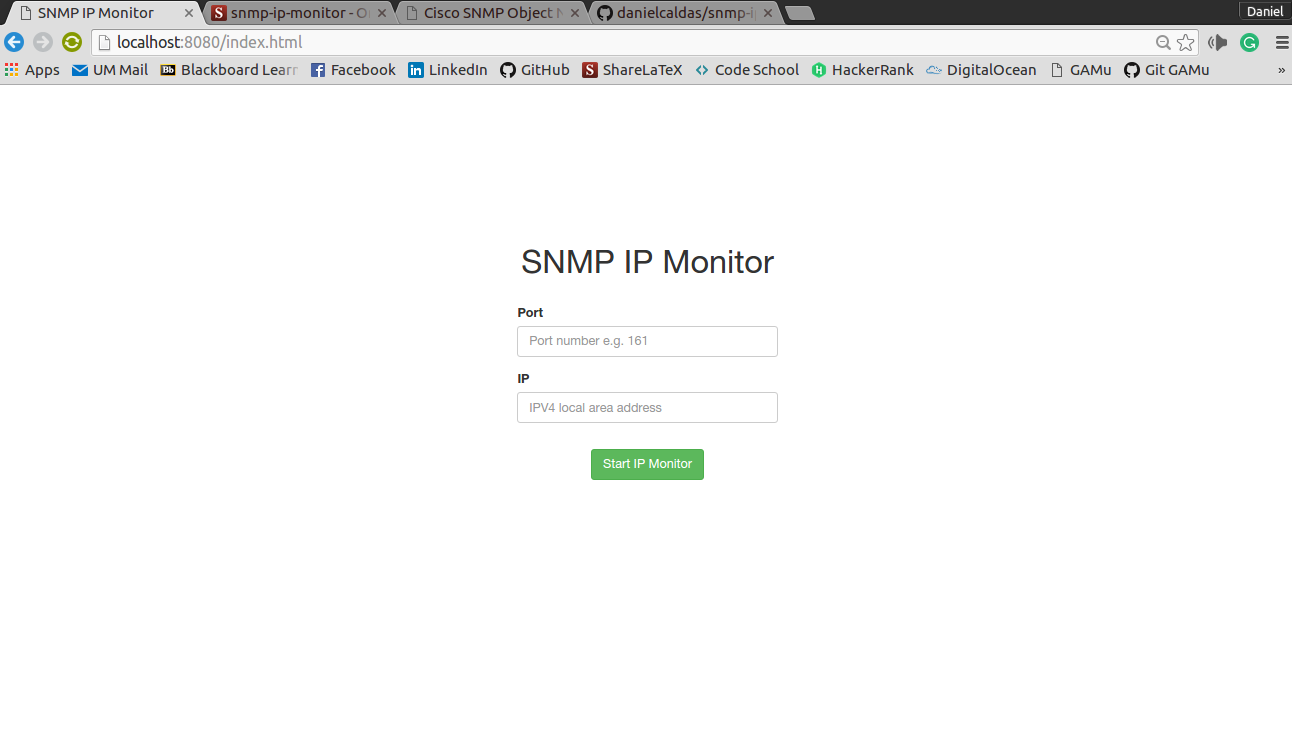 SNMP IP Monitor snmp-ip-monitor - O Cisco SNMP Object N danielcaldas/snmp-i Daniel
localhost:8080/index.html
Apps UM Mail Bb Blackboard Lear Facebook LinkedIn GitHub ShareLaTeX Code School HackerRank DigitalOcean GAMu Git GAMu »
SNMP IP Monitor
Port
Port number e.g. 161
IP
IPV4 local area address
Start IP Monitor